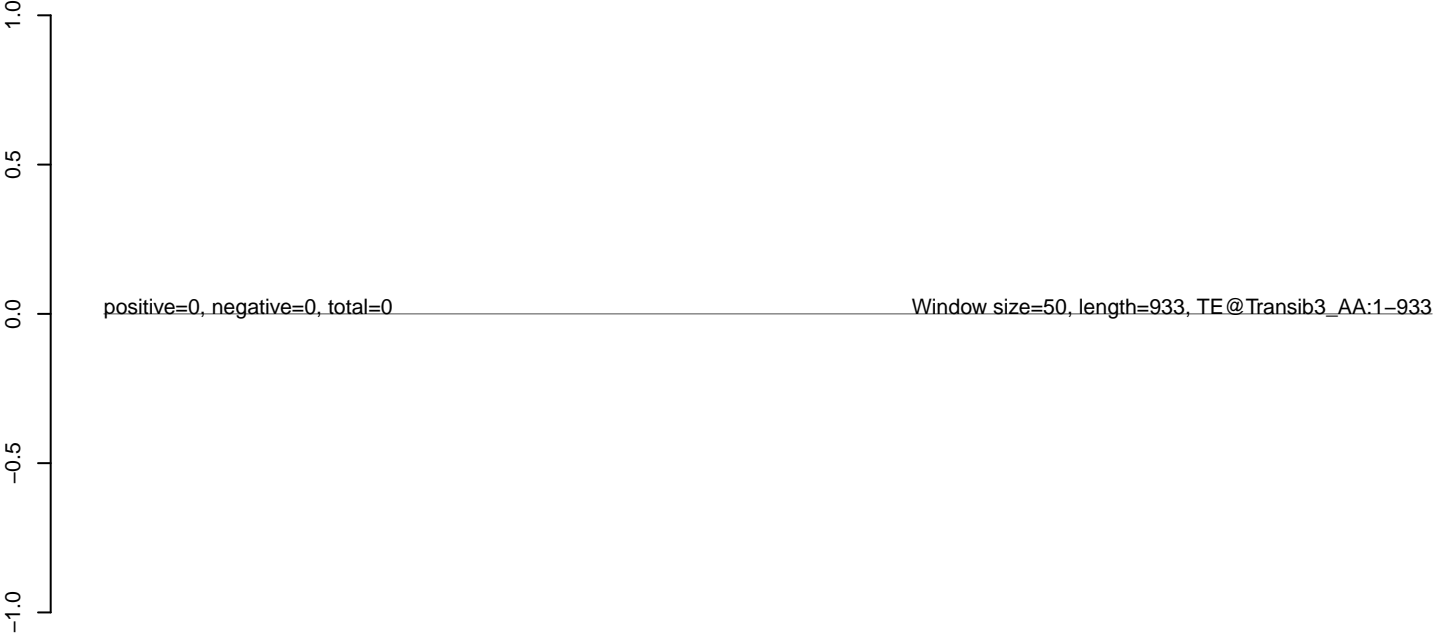 1.0
0.5
0.0
positive=0, negative=0, total=0
Window size=50, length=933, TE@Transib3_AA:1−933
−0.5
−1.0